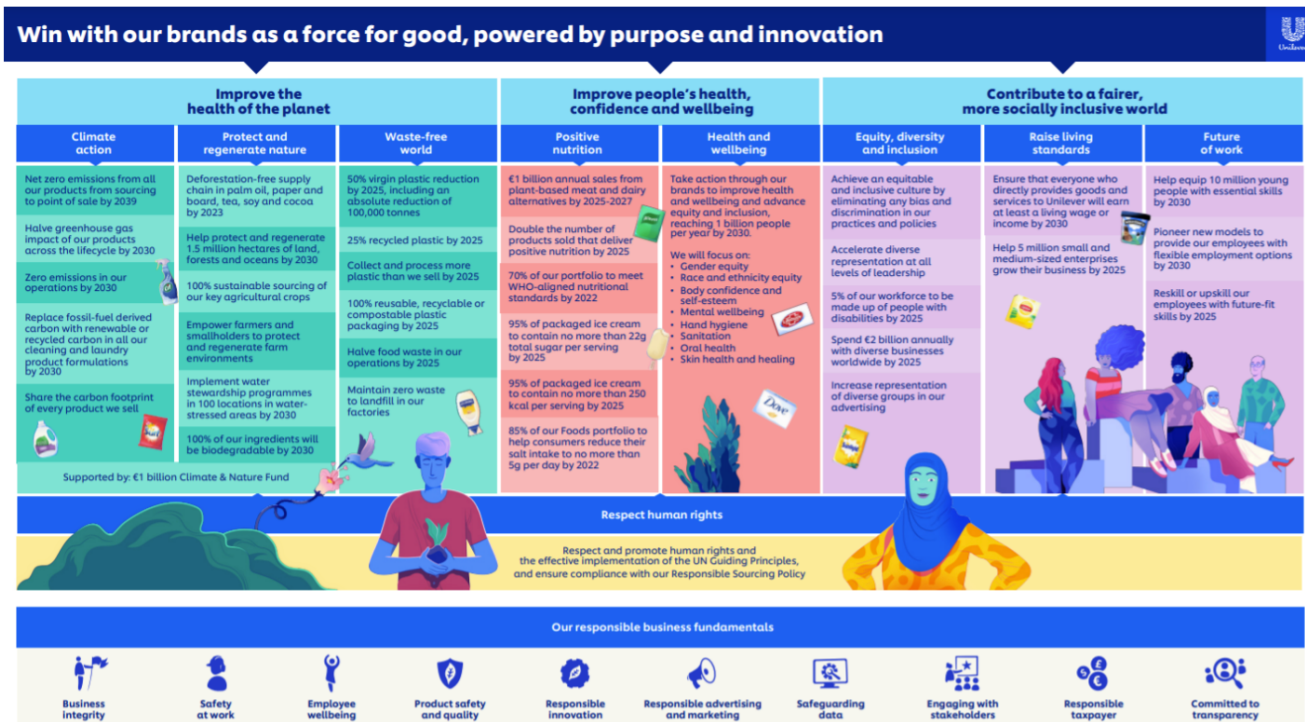 Win with our brands as a force for good, powered by purpose and innovation
Unilever
Improve the
health of the planet
Climate
action
Net zero emissions from all
our products from sourcing
to point of sale by 2039
Halve greenhouse gas
impact of our products
across the lifecycle by 2030
Zero emissions in our
operations by 2030
Replace fossil-fuel derived
carbon with renewable or
recycled carbon in all our
cleaning and laundry
product formulations
by 2030
Share the carbon footprint
of every product we sell
Protect and
regenerate nature
Deforestation-free supply
chain in palm oil, paper and
board, tea, soy and cocoa
by 2023
Help protect and regenerate
1.5 million hectares of land,
forests and oceans by 2030
100% sustainable sourcing of
our key agricultural crops
Empower farmers and
smallholders to protect
and regenerate farm
environments
Implement water
stewardship programmes
in 100 locations in water-
stressed areas by 2030
100% of our ingredients will
be biodegradable by 2030
Supported by: €1 billion Climate & Nature Fund
Waste-free
world
50% virgin plastic reduction
by 2025, including an
absolute reduction of
100,000 tonnes
25% recycled plastic by 2025
Collect and process more
plastic than we sell by 2025
100% reusable, recyclable or
compostable plastic
packaging by 2025
Halve food waste in our
operations by 2025
Maintain zero waste
to landfill in our
factories
Improve people's health,
confidence and wellbeing
Positive
nutrition
€1 billion annual sales from
plant-based meat and dairy
alternatives by 2025-2027
Double the number of
products sold that deliver
positive nutrition by 2025
70% of our portfolio to meet
WHO-aligned nutritional
standards by 2022
95% of packaged ice cream
to contain no more than 22g
total sugar per serving
by 2025
95% of packaged ice cream
to contain no more than 250
kcal per serving by 2025
85% of our Foods portfolio to
help consumers reduce their
salt intake to no more than
5g per day by 2022
Health and
wellbeing
Take action through our
brands to improve health
and wellbeing and advance
equity and inclusion,
reaching 1 billion people
per year by 2030.
We will focus on:
• Gender equity
• Race and ethnicity equity
• Body confidence and
self-esteem
• Mental wellbeing
• Hand hygiene
• Sanitation
• Oral health
• Skin health and healing
Dove
Contribute to a fairer,
more socially inclusive world
Equity, diversity
and inclusion
Achieve an equitable
and inclusive culture by
eliminating any bias and
discrimination in our
practices and policies
Accelerate diverse
representation at all
levels of leadership
5% of our workforce to be
made up of people with
disabilities by 2025
Spend €2 billion annually
with diverse businesses
worldwide by 2025
Increase representation
of diverse groups in our
advertising
Raise living
standards
Ensure that everyone who
directly provides goods and
services to Unilever will earn
at least a living wage or
income by 2030
Help 5 million small and
medium-sized enterprises
grow their business by 2025
Future
of work
Help equip 10 million young
people with essential skills
by 2030
Pioneer new models to
provide our employees with
flexible employment options
by 2030
Reskill or upskill our
employees with future-fit
skills by 2025
Respect human rights
Respect and promote human rights and
the effective implementation of the UN Guiding Principles,
and ensure compliance with our Responsible Sourcing Policy
Our responsible business fundamentals
Business
integrity
Safety
at work
Employee
wellbeing
Product safety
and quality
Responsible
innovation
Responsible advertising
and marketing
Safeguarding
data
Engaging with
stakeholders
Responsible
taxpayer
Committed to
transparency